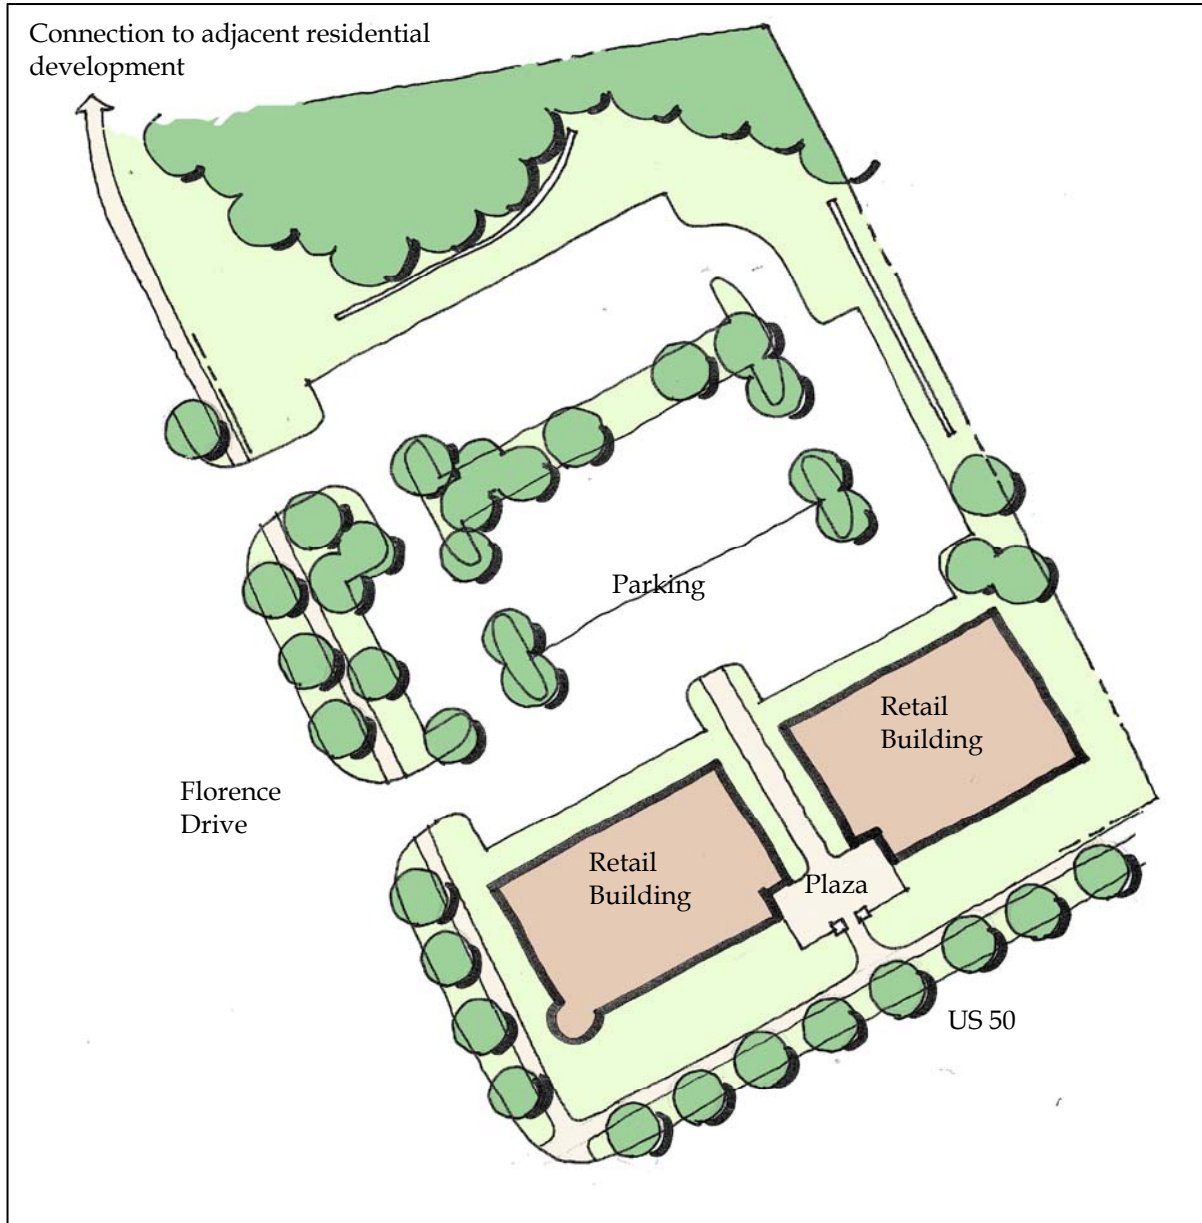 Connection to adjacent residential
development
Parking
Retail
Building
Florence
Drive
Retail
Building
Plaza
US 50